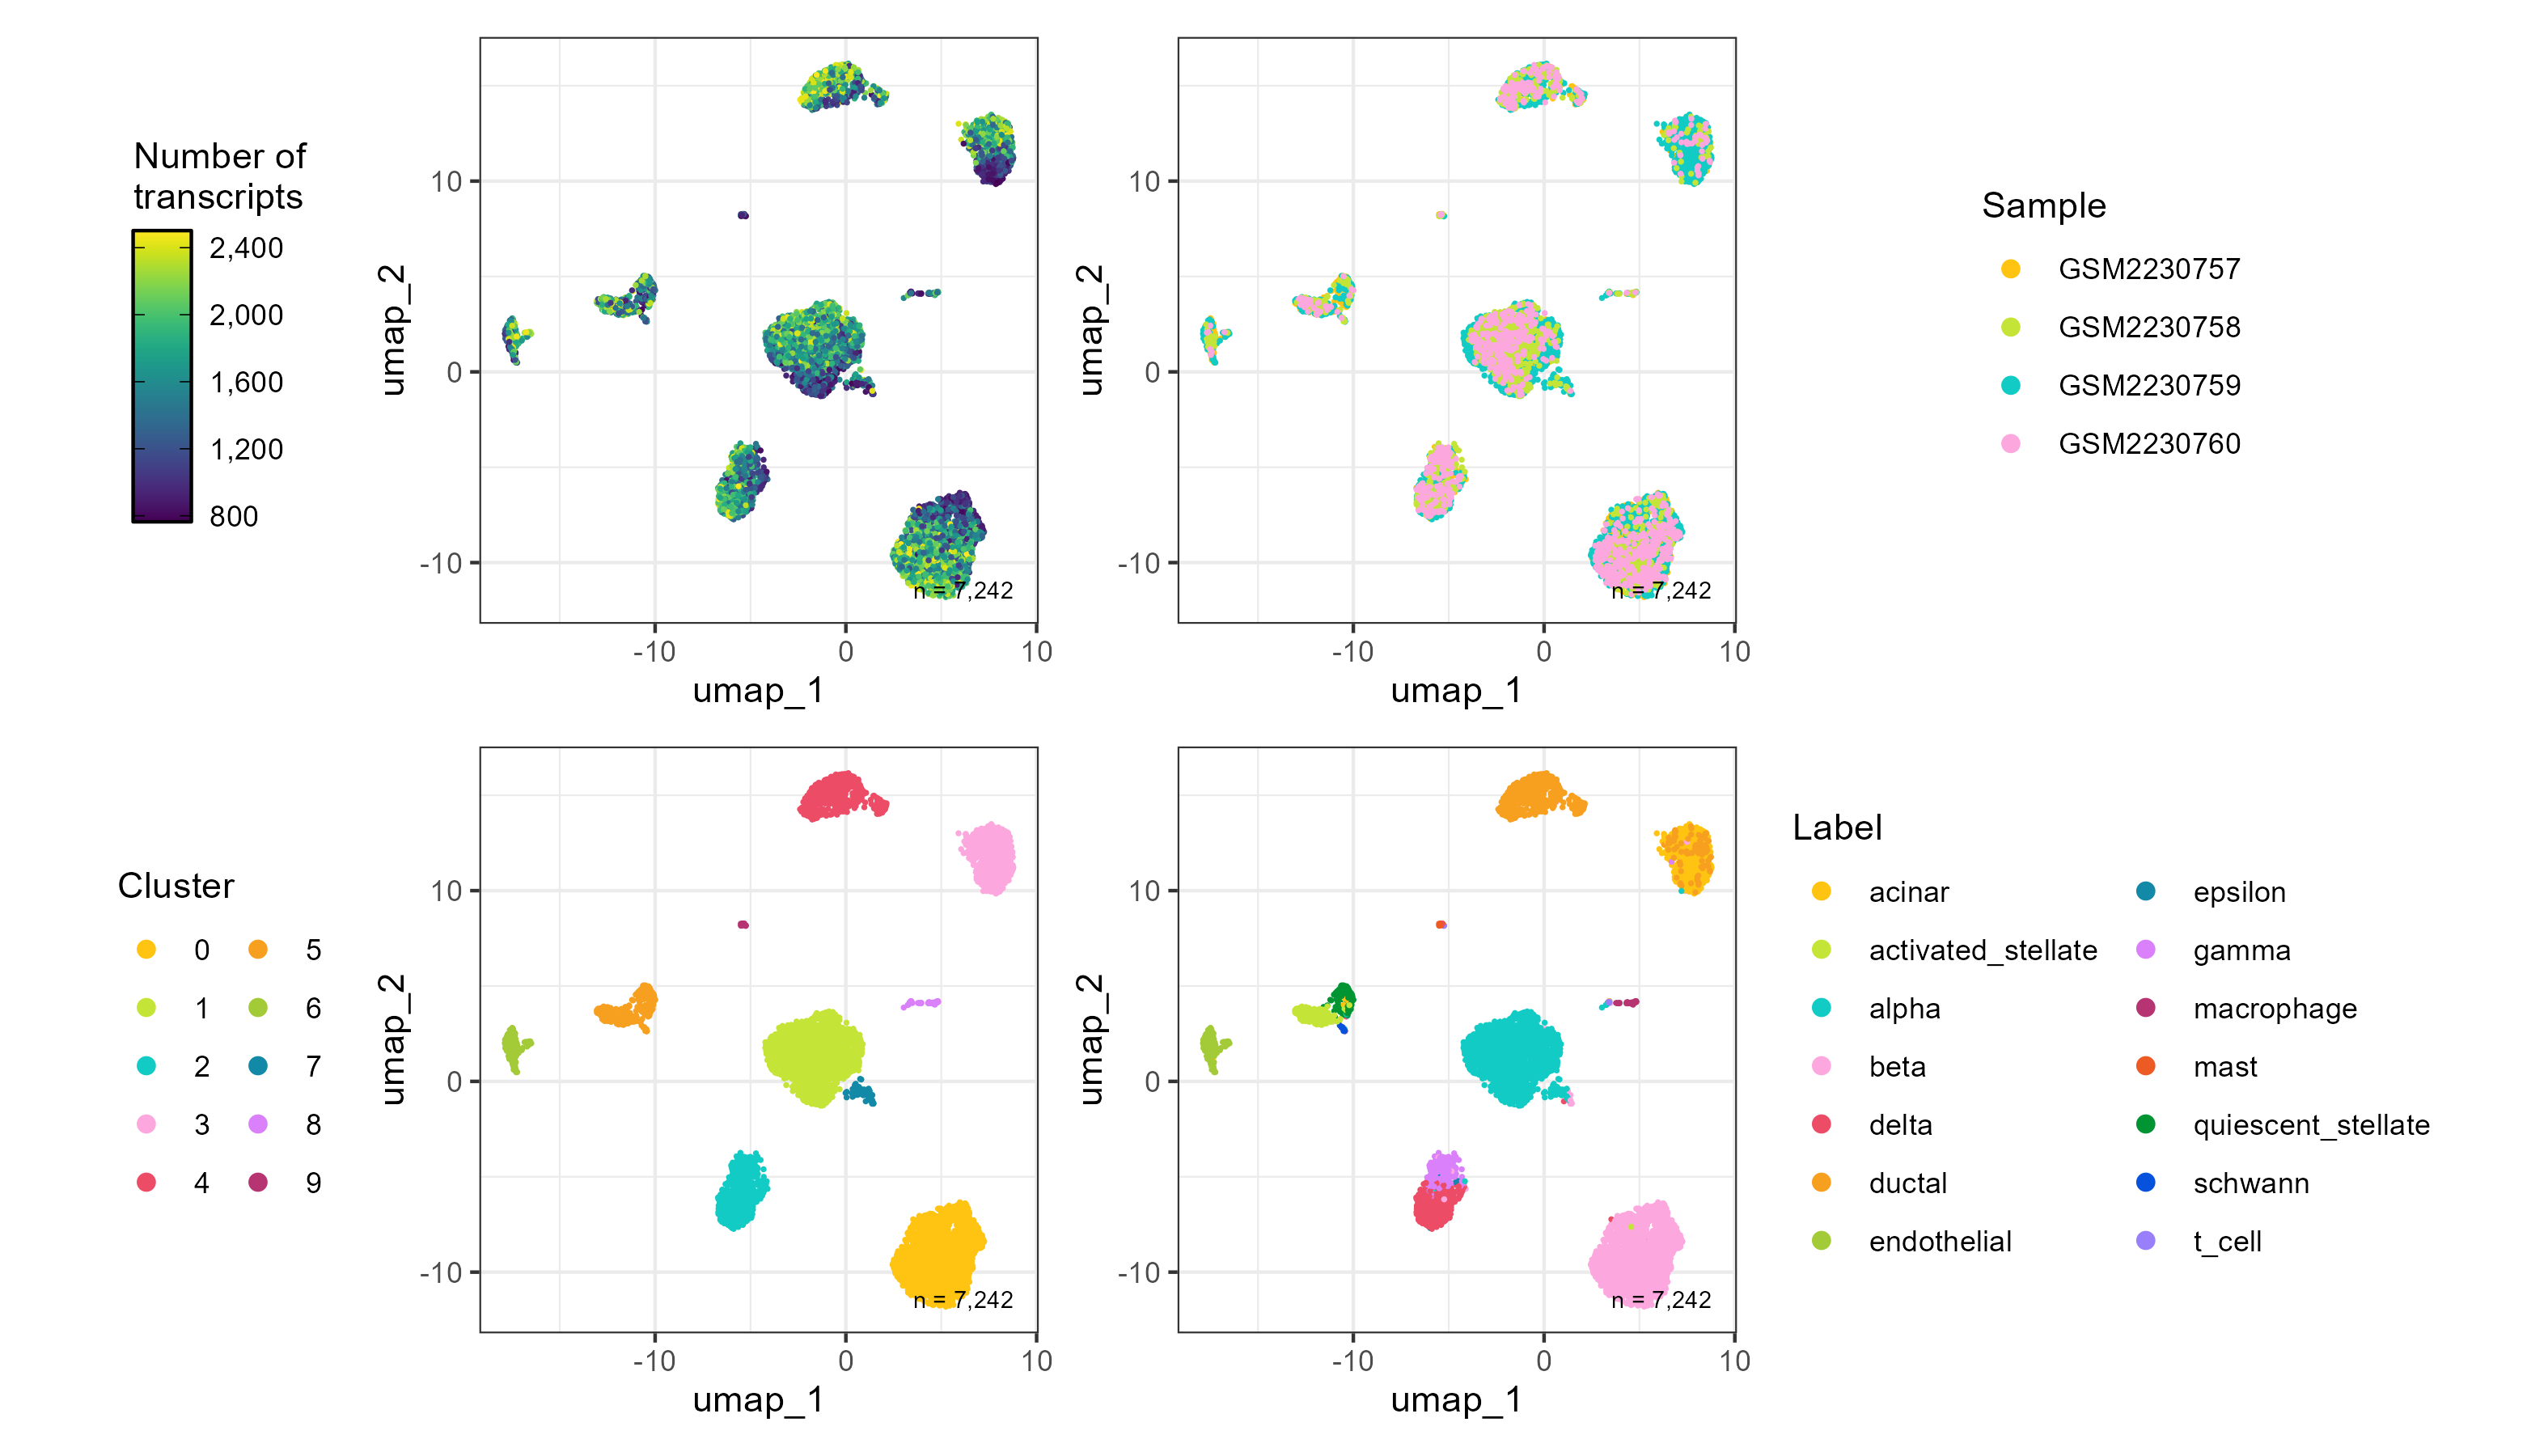 Number of
transcripts
2,400
2,000
1,600
1,200
800
umap_2
10
0
-10
n = 7,242
-10
0
10
umap_1
umap_2
10
0
-10
n = 7,242
-10
0
10
umap_1
Sample
GSM2230757
GSM2230758
GSM2230759
GSM2230760
Cluster
0
1
2
3
4
5
6
7
8
9
umap_2
10
0
-10
n = 7,242
-10
0
10
umap_1
umap_2
10
0
-10
n = 7,242
-10
0
10
umap_1
Label
acinar
activated_stellate
alpha
beta
delta
ductal
endothelial
epsilon
gamma
macrophage
mast
quiescent_stellate
schwann
t_cell